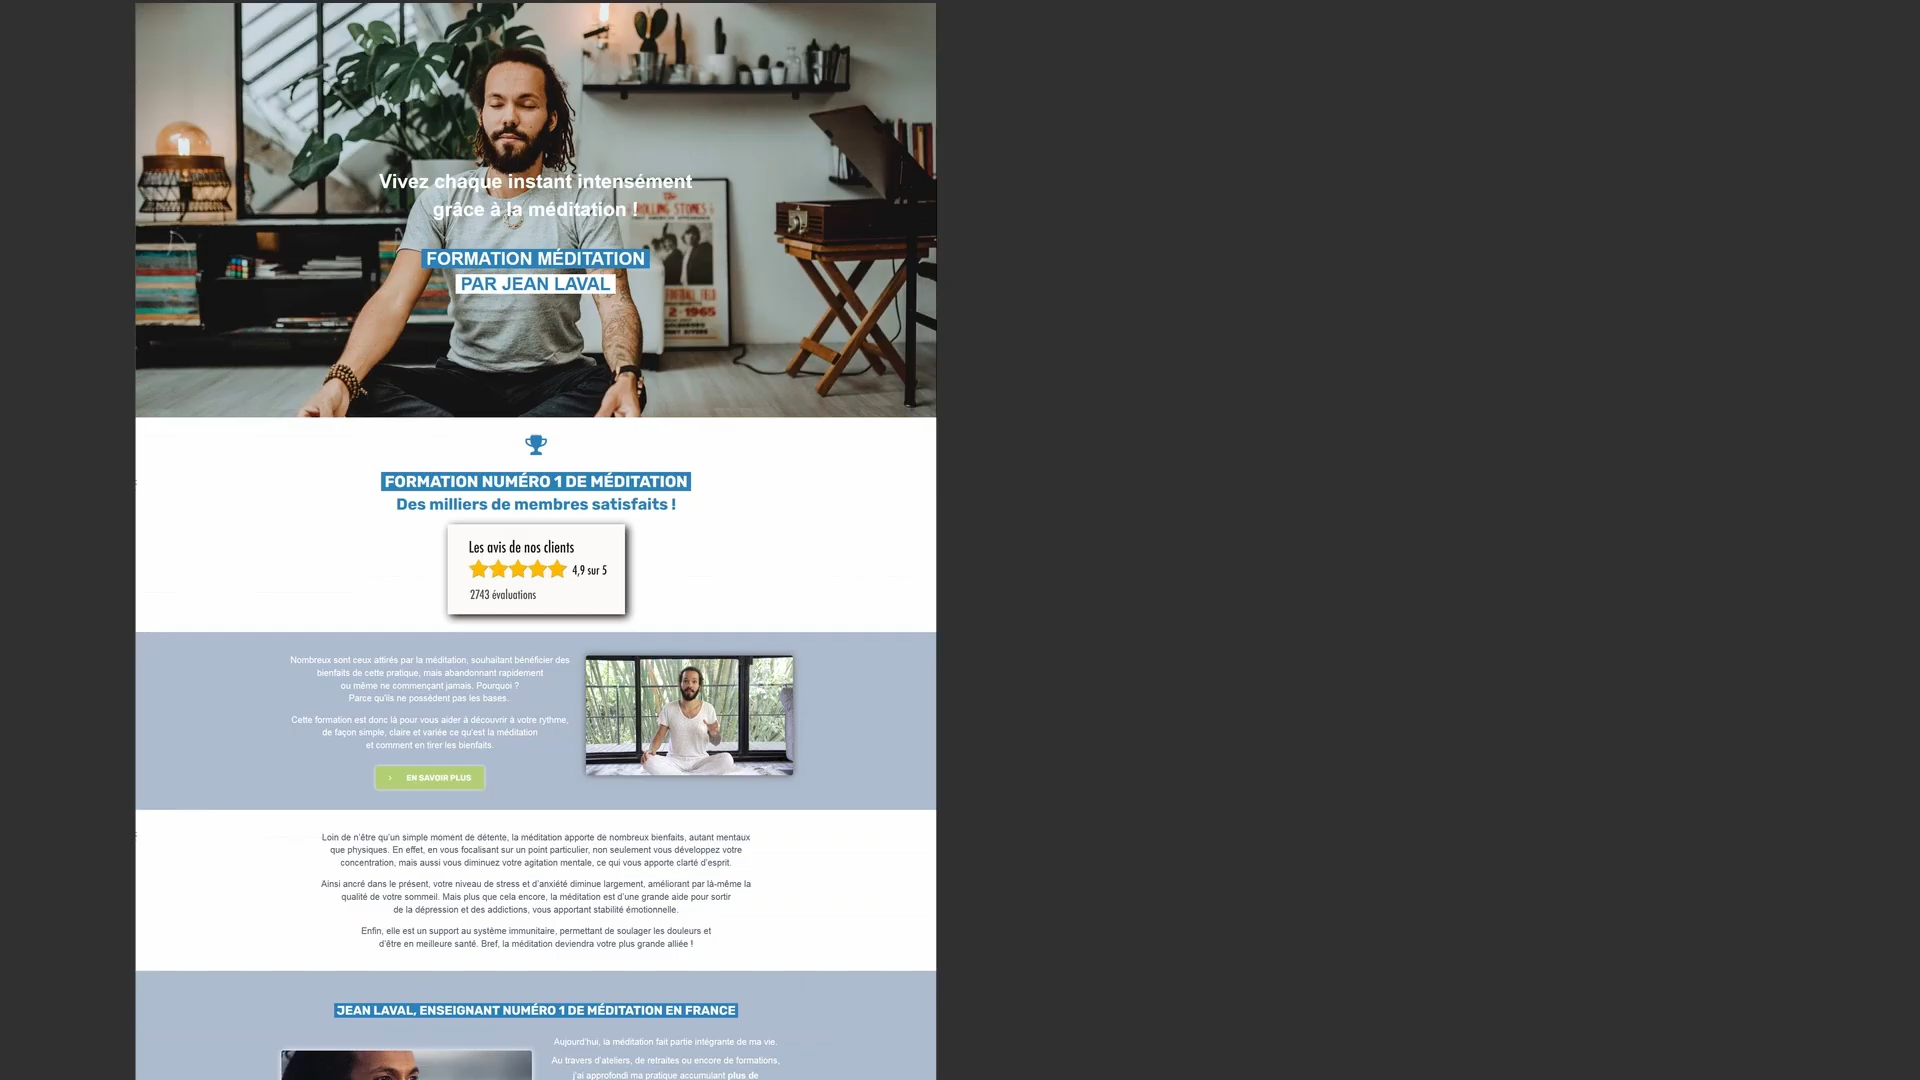 Vivez chaque instant intensément
grâce à la méditation !
FORMATION MÉDITATION
PAR JEAN LAVAL
ROLLING STONES
2 - 1965
FORMATION NUMÉRO 1 DE MÉDITATION
Des milliers de membres satisfaits !
Les avis de nos clients
4,9 sur 5
2743 évaluations
Nombreux sont ceux attirés par la méditation, souhaitant bénéficier des
bienfaits de cette pratique, mais abandonnant rapidement
ou même ne commençant jamais. Pourquoi ?
Parce qu'ils ne possèdent pas les bases.
Cette formation est donc là pour vous aider à découvrir à votre rythme,
de façon simple, claire et variée ce qu'est la méditation
et comment en tirer les bienfaits.
EN SAVOIR PLUS
Loin de n'être qu'un simple moment de détente, la méditation apporte de nombreux bienfaits, autant mentaux
que physiques. En effet, en vous focalisant sur un point particulier, non seulement vous développez votre
concentration, mais aussi vous diminuez votre agitation mentale, ce qui vous apporte clarté d'esprit.
Ainsi ancré dans le présent, votre niveau de stress et d'anxiété diminue largement, améliorant par là-même la
qualité de votre sommeil. Mais plus que cela encore, la méditation est d'une grande aide pour sortir
de la dépression et des addictions, vous apportant stabilité émotionnelle.
Enfin, elle est un support au système immunitaire, permettant de soulager les douleurs et
d'être en meilleure santé. Bref, la méditation deviendra votre plus grande alliée !
JEAN LAVAL, ENSEIGNANT NUMÉRO 1 DE MÉDITATION EN FRANCE
Aujourd'hui, la méditation fait partie intégrante de ma vie.
Au travers d'ateliers, de retraites ou encore de formations,
j'ai approfondi ma pratique accumulant plus de